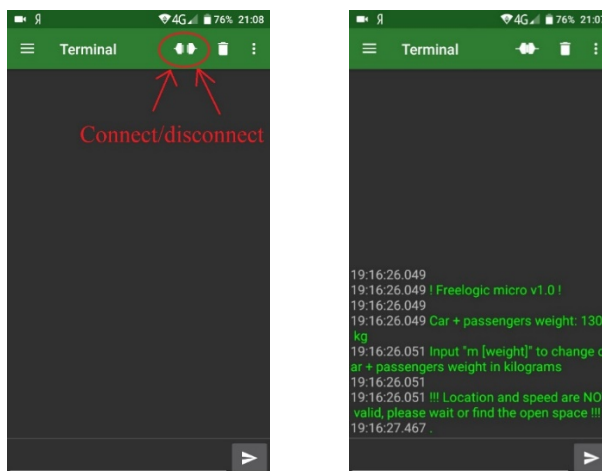 Я 4G 76% 21:08
Terminal
Connect/disconnect
Я 4G 76% 21:07
Terminal
19:16:26.049
19:16:26.049 ! Freelogic micro v1.0 !
19:16:26.049
19:16:26.049 Car + passengers weight: 130
kg
19:16:26.051 Input "m [weight]" to change c
ar + passengers weight in kilograms
19:16:26.051
19:16:26.051 !!! Location and speed are NO
valid, please wait or find the open space !!!
19:16:27.467 .